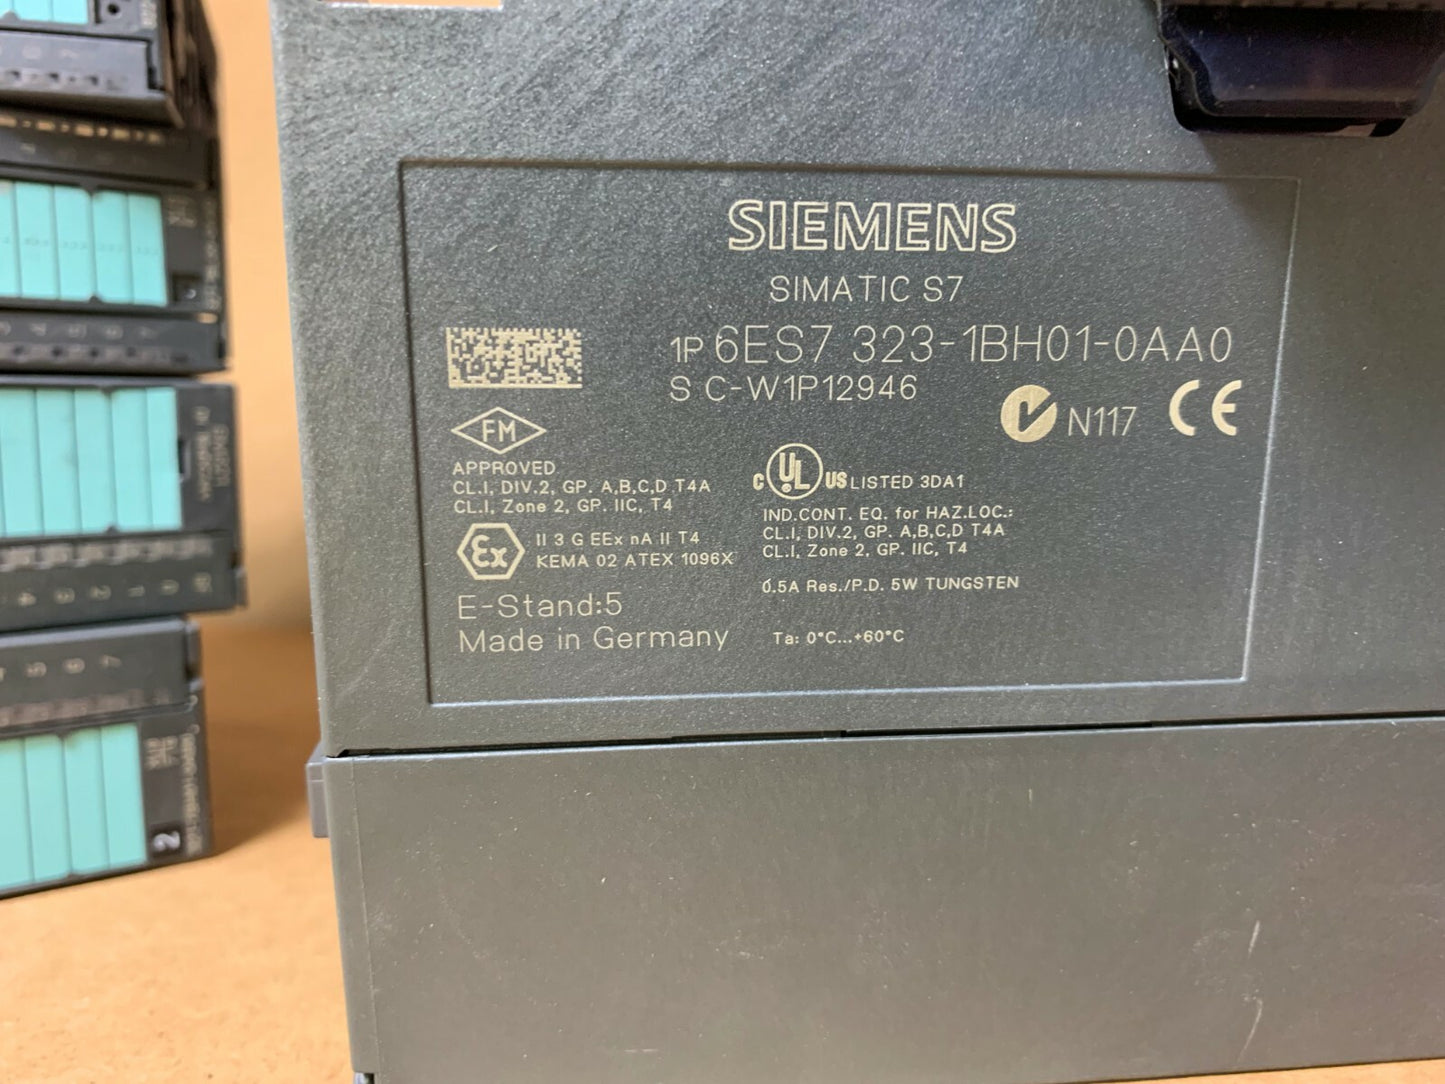 SIEMENS
SIMATIC S7
1P 6ES7 323-1BH01-0AA0
S C-W1P12946
N117 CE
FM
APPROVED
CL.I, DIV.2, GP. A,B,C,D T4A
CL.I, Zone 2, GP. IIC, T4
Ex II 3 G EEx nA II T4
KEMA 02 ATEX 1096X
E-Stand:5
Made in Germany
C UL US LISTED 3DA1
IND.CONT. EQ. for HAZ.LOC.:
CL.I, DIV.2, GP. A,B,C,D T4A
CL.I, Zone 2, GP. IIC, T4
0.5A Res./P.D. 5W TUNGSTEN
Ta: 0°C...+60°C
2